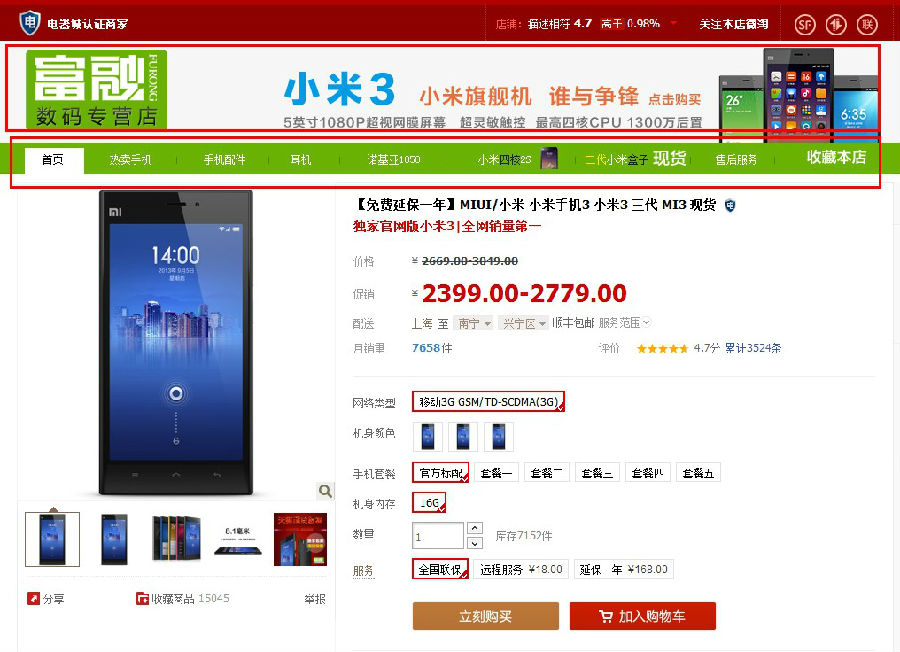 电器城认证商家
店铺: 描述相符 4.7 高于 0.98% 关注本店微淘
SF 修 联
富融 FURONG
数码专营店
小米3 小米旗舰机 谁与争锋 点击购买
5英寸1080P超视网膜屏幕 超灵敏触控 最高四核CPU 1300万后置
26°
6:35
首页 热卖手机 手机配件 耳机 诺基亚1050 小米四核2S 二代小米盒子 现货 售后服务 收藏本店
【免费延保一年】MIUI/小米 小米手机3 小米3 三代 MI3 现货
独家官网版小米3|全网销量第一
价格 ¥ 2669.00-3049.00
促销 ¥ 2399.00-2779.00
配送 上海 至 南宁 兴宁区 顺丰包邮 服务范围
月销量 7658件 评价 4.7分 累计3524条
14:00
2013年9月5日
星期四
网络类型 移动3G GSM/TD-SCDMA(3G)
机身颜色
手机套餐 官方标配 套餐一 套餐二 套餐三 套餐四 套餐五
机身内存 16G
数量 1 库存7152件
服务 全国联保 远程服务 ¥18.00 延保一年 ¥168.00
8.1毫米
分享 收藏商品 15045 举报
立刻购买 加入购物车